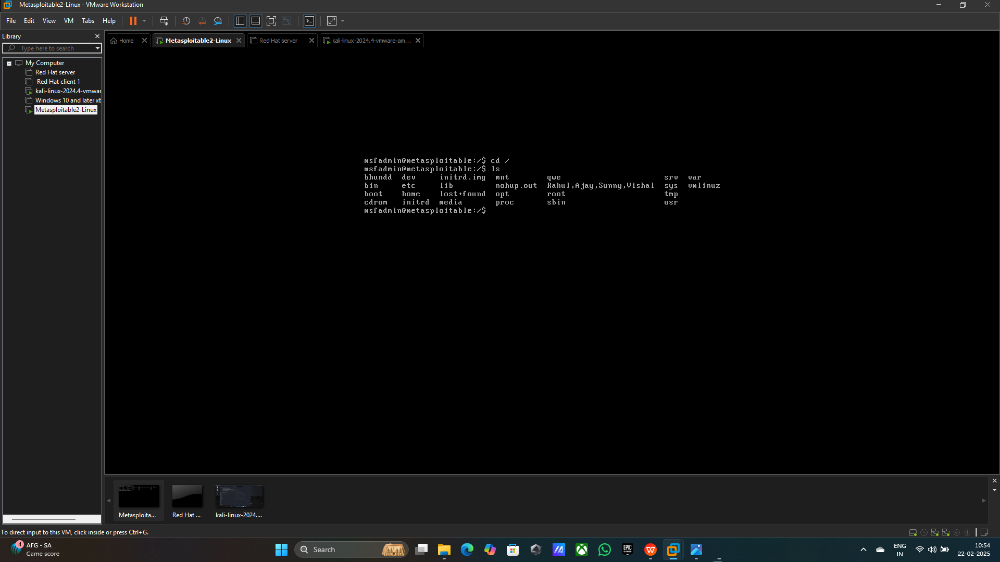 Metasploitable2-Linux - VMware Workstation
File Edit View VM Tabs Help
Library
Type here to search
My Computer
Red Hat server
Red Hat client 1
kali-linux-2024.4-vmwar
Windows 10 and later x6
Metasploitable2-Linux
Home
Metasploitable2-Linux
Red Hat server
kali-linux-2024.4-vmware-am...
msfadmin@metasploitable:/$ cd /
msfadmin@metasploitable:/$ ls
bhundd dev initrd.img mnt qwe srv var
bin etc lib nohup.out Rahul,Ajay,Sunny,Vishal sys vmlinuz
boot home lost+found opt root tmp
cdrom initrd media proc sbin usr
msfadmin@metasploitable:/$
Metasploita...
Red Hat ...
kali-linux-2024....
To direct input to this VM, click inside or press Ctrl+G.
4
AFG - SA
Game score
Search
EPIC
GAMES
ENG
IN
10:54
22-02-2025